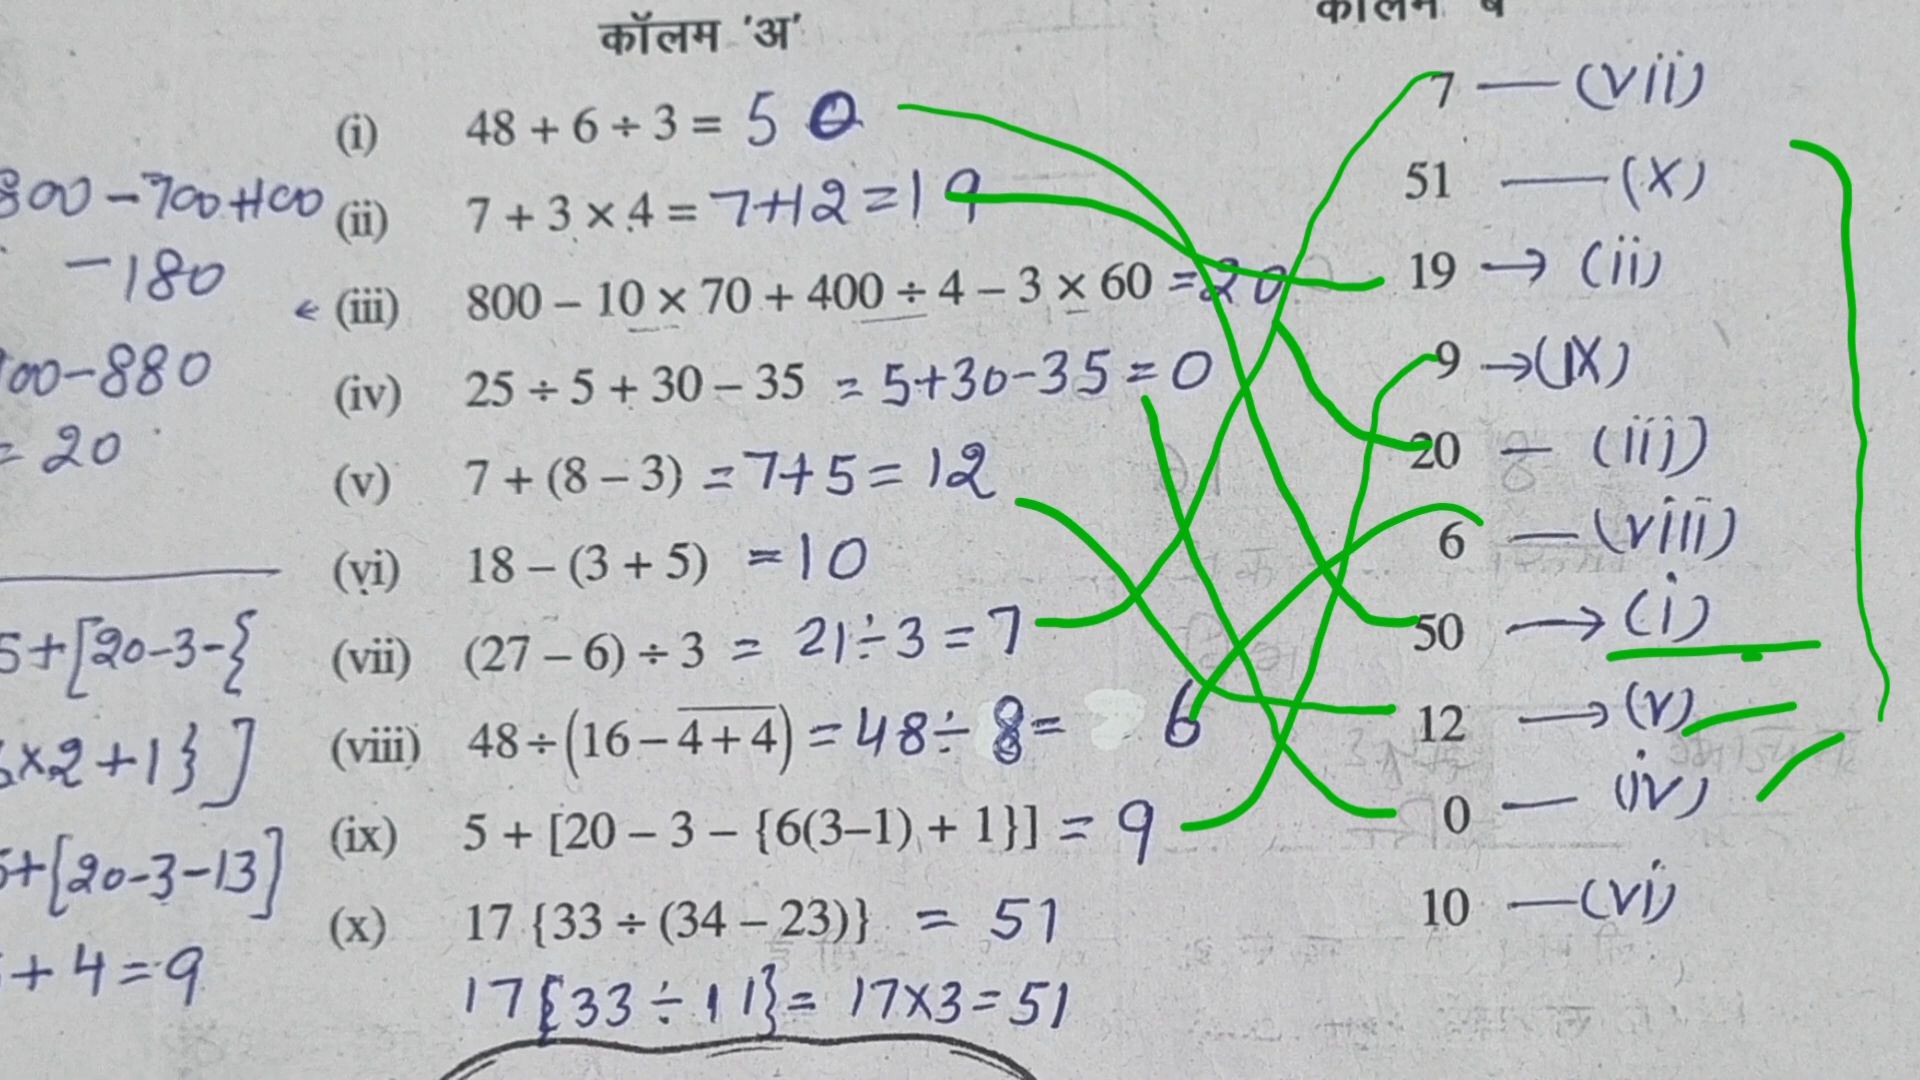 कॉलम 'अ'
(i) 48 + 6 ÷ 3 = 50
(ii) 7 + 3 × 4 = 7+12=19
(iii) 800 – 10 × 70 + 400 ÷ 4 – 3 × 60 =20
(iv) 25 ÷ 5 + 30 – 35 = 5+30-35=0
(v) 7 + (8 – 3) =7+5= 12
(vi) 18 – (3 + 5) =10
(vii) (27 – 6) ÷ 3 = 21÷3=7
(viii) 48÷(16 – 4 + 4) =48÷8= 6
(ix) 5 + [20 – 3 – {6(3–1) + 1}] = 9
(x) 17 {33 ÷ (34 – 23)} = 51
17{33÷11}= 17×3=51
800-700+100
-180
00-880
= 20
5+[20-3-{
×2+1}]
5+[20-3-13]
+4=9
कॉलम
7 — (vii)
51 — (X)
19 → (ii)
9 →(IX)
20 — (iii)
6 — (viii)
50 → (i)
12 → (v)
0 — (iv)
10 — (vi)